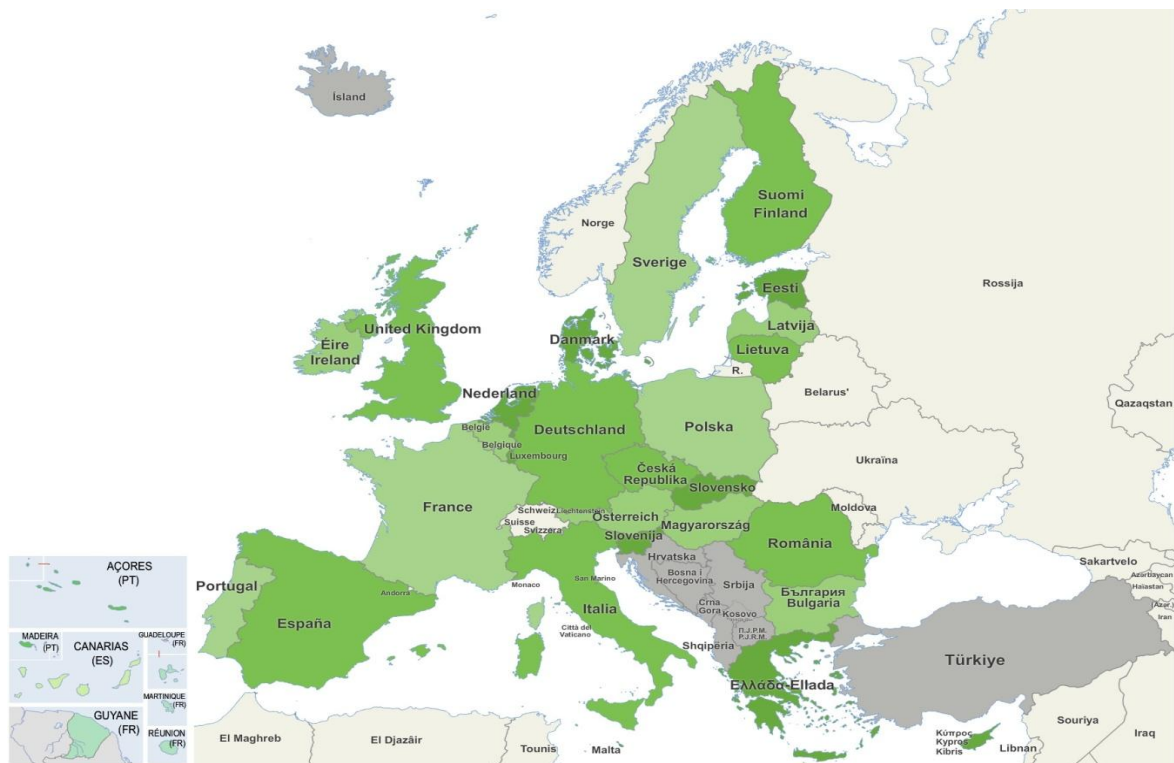 Ísland
Suomi
Finland
Norge
Sverige
Rossija
Eesti
United Kingdom
Latvija
Danmark
Éire
Ireland
Lietuva
R.
Nederland
Belarus'
Qazaqstan
België
Deutschland
Polska
Belgique
Luxembourg
Ukraïna
Česká
Republika
Slovensko
France
Moldova
Schweiz
Liechtenstein
Suisse
Österreich
Svizzera
Magyarország
Slovenija
România
Hrvatska
Sakartvelo
AÇORES
(PT)
Portugal
Monaco
San Marino
Bosna i
Hercegovina
Srbija
Azərbaycan
Haïastan
Andorra
България
Bulgaria
(Azər.)
Iran
España
Italia
Crna
Gora
Kosovo
MADEIRA
(PT)
CANARIAS
(ES)
GUADELOUPE
(FR)
Città del
Vaticano
П.Ј.Р.М.
P.J.R.M.
Shqipëria
Türkiye
Ελλάδα-Ellada
MARTINIQUE
(FR)
GUYANE
(FR)
RÉUNION
(FR)
El Maghreb
El Djazâir
Tounis
Malta
Κύπρος
Kypros
Kibris
Libnan
Souriya
Iraq